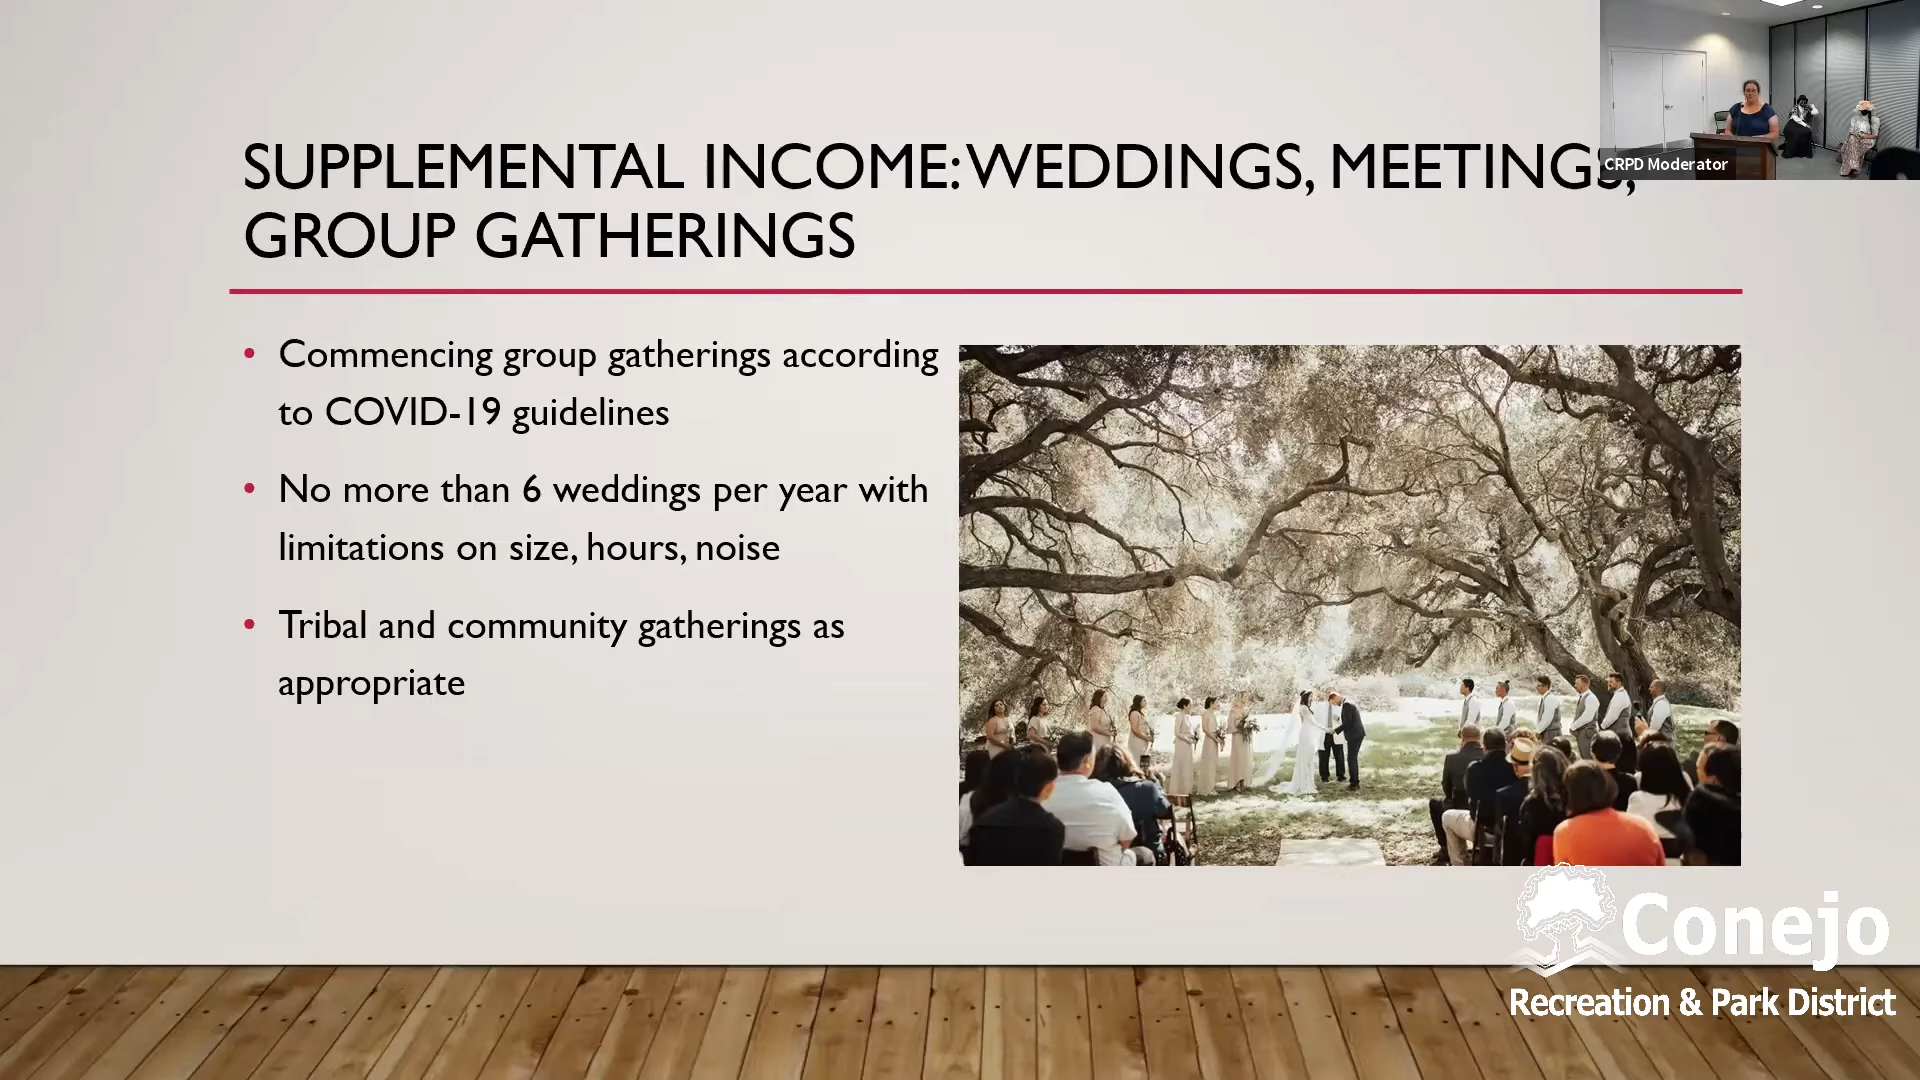 SUPPLEMENTAL INCOME: WEDDINGS, MEETINGS,
GROUP GATHERINGS
CRPD Moderator
• Commencing group gatherings according
to COVID-19 guidelines
• No more than 6 weddings per year with
limitations on size, hours, noise
• Tribal and community gatherings as
appropriate
Conejo
Recreation & Park District